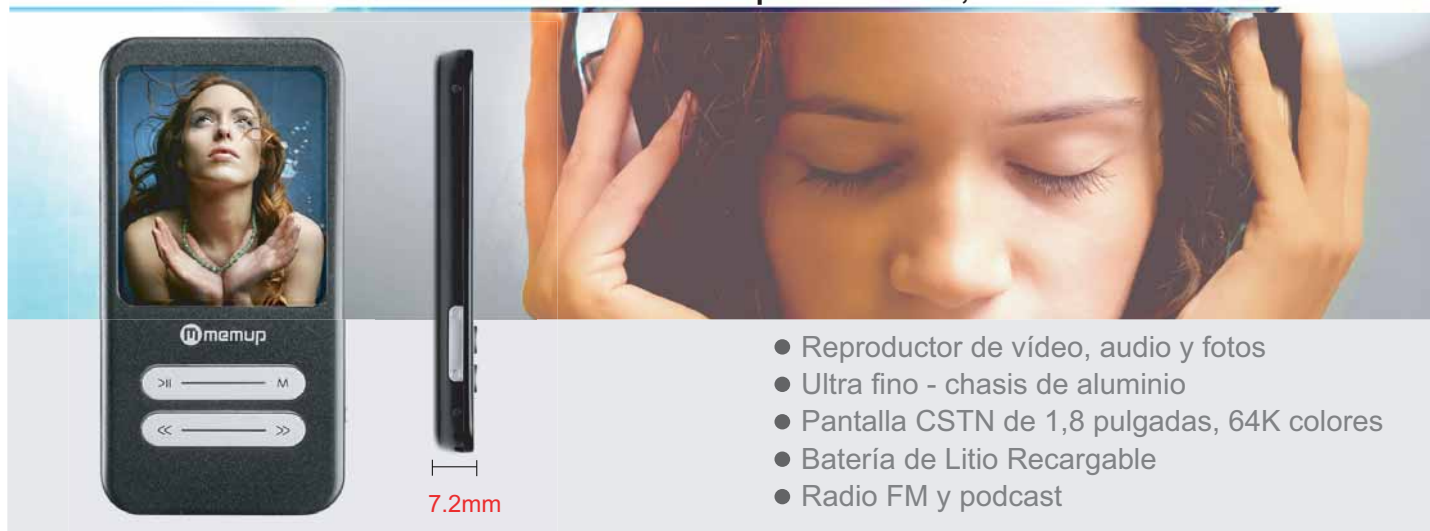 memup
>II M
<< >>
7.2mm
● Reproductor de vídeo, audio y fotos
● Ultra fino - chasis de aluminio
● Pantalla CSTN de 1,8 pulgadas, 64K colores
● Batería de Litio Recargable
● Radio FM y podcast